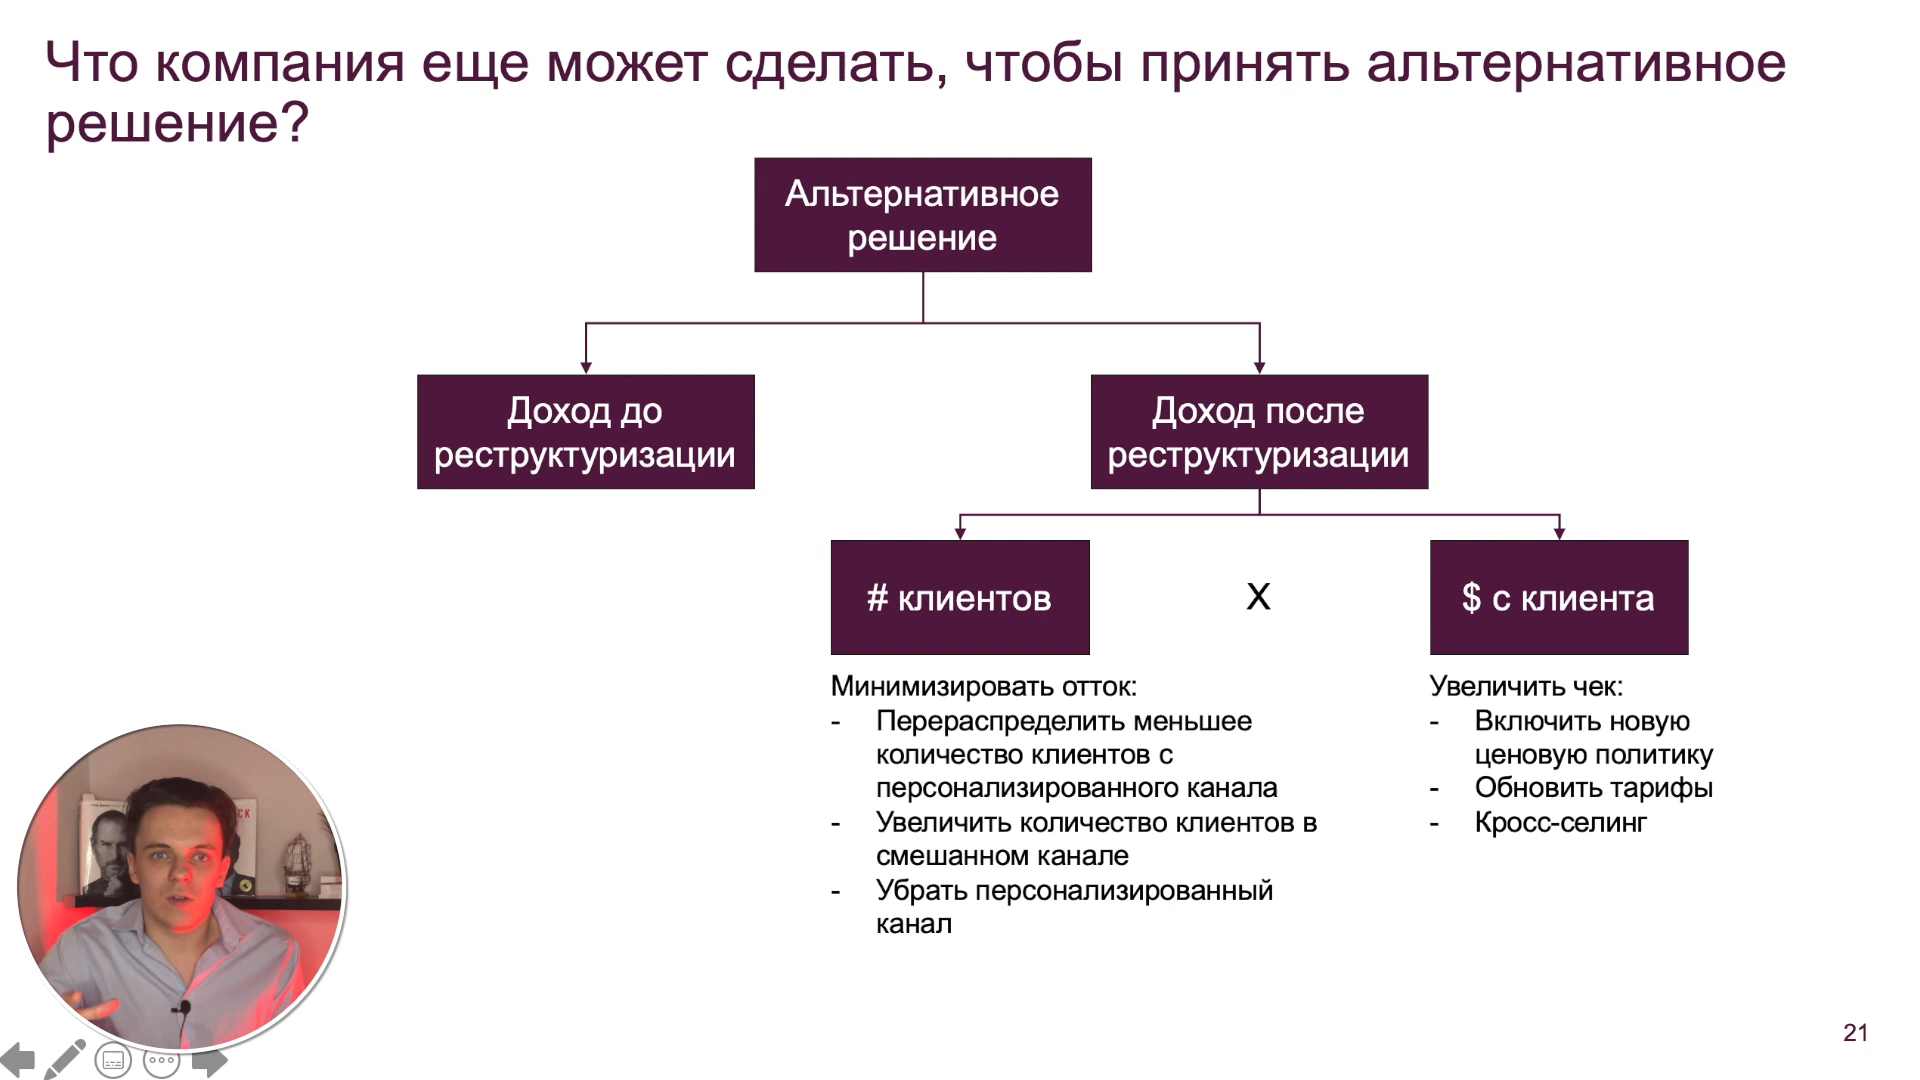 Что компания еще может сделать, чтобы принять альтернативное
решение?
Альтернативное
решение
Доход до
реструктуризации
Доход после
реструктуризации
# клиентов
X
$ с клиента
Минимизировать отток:
- Перераспределить меньшее
количество клиентов с
персонализированного канала
- Увеличить количество клиентов в
смешанном канале
- Убрать персонализированный
канал
Увеличить чек:
- Включить новую
ценовую политику
- Обновить тарифы
- Кросс-селинг
21